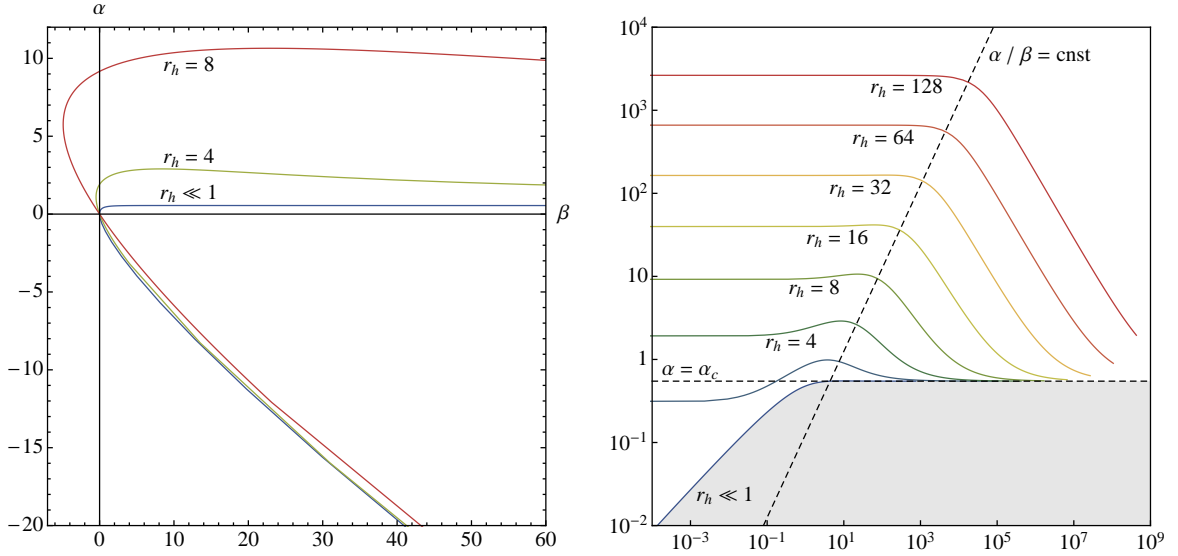 α
10
5
0
−5
−10
−15
−20
0
10
20
30
40
50
60
β
r_h = 8
r_h = 4
r_h ≪ 1
10^4
10^3
10^2
10
1
10^−1
10^−2
10^−3
10^−1
10^1
10^3
10^5
10^7
10^9
α / β = cnst
r_h = 128
r_h = 64
r_h = 32
r_h = 16
r_h = 8
r_h = 4
α = α_c
r_h ≪ 1